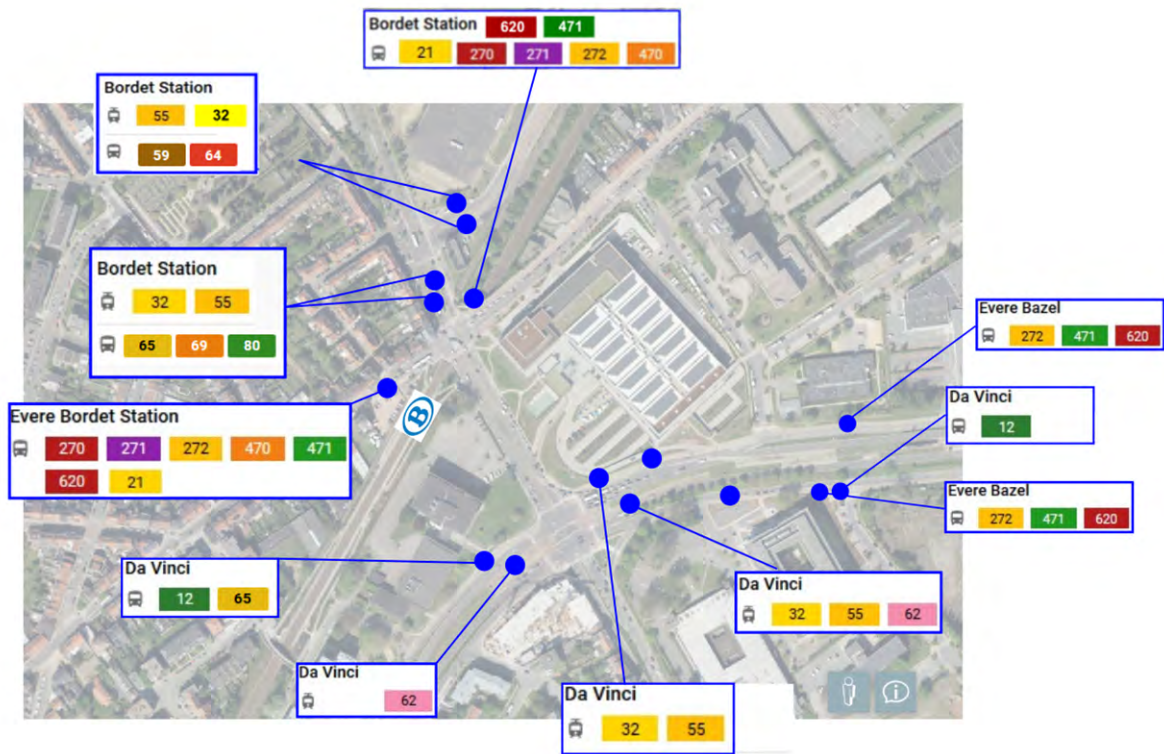 Bordet Station 620 471
21 270 271 272 470
Bordet Station
55 32
59 64
Bordet Station
32 55
65 69 80
Evere Bazel
272 471 620
Da Vinci
12
Evere Bordet Station
270 271 272 470 471
620 21
B
Evere Bazel
272 471 620
Da Vinci
12 65
Da Vinci
32 55 62
Da Vinci
62
Da Vinci
32 55